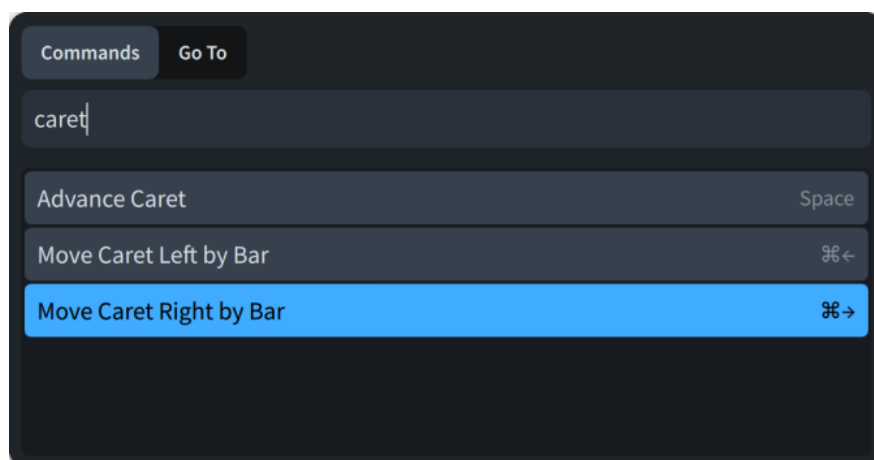 Commands Go To
caret
Advance Caret Space
Move Caret Left by Bar ⌘←
Move Caret Right by Bar ⌘→